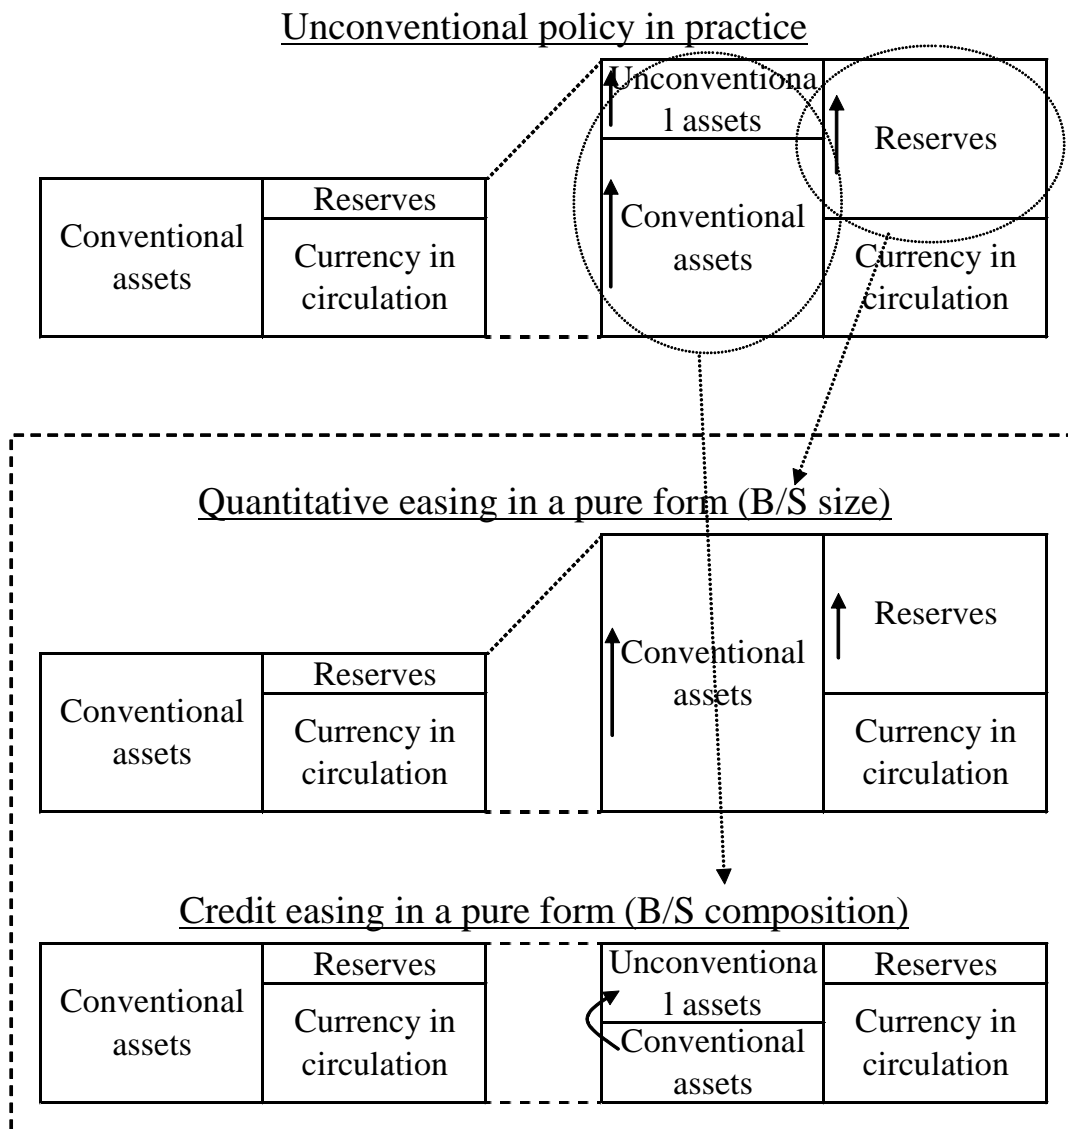 Unconventional policy in practice
Conventional
assets
Reserves
Currency in
circulation
Unconventiona
l assets
Conventional
assets
Reserves
Currency in
circulation
Quantitative easing in a pure form (B/S size)
Conventional
assets
Reserves
Currency in
circulation
Conventional
assets
Reserves
Currency in
circulation
Credit easing in a pure form (B/S composition)
Conventional
assets
Reserves
Currency in
circulation
Unconventiona
l assets
Conventional
assets
Reserves
Currency in
circulation